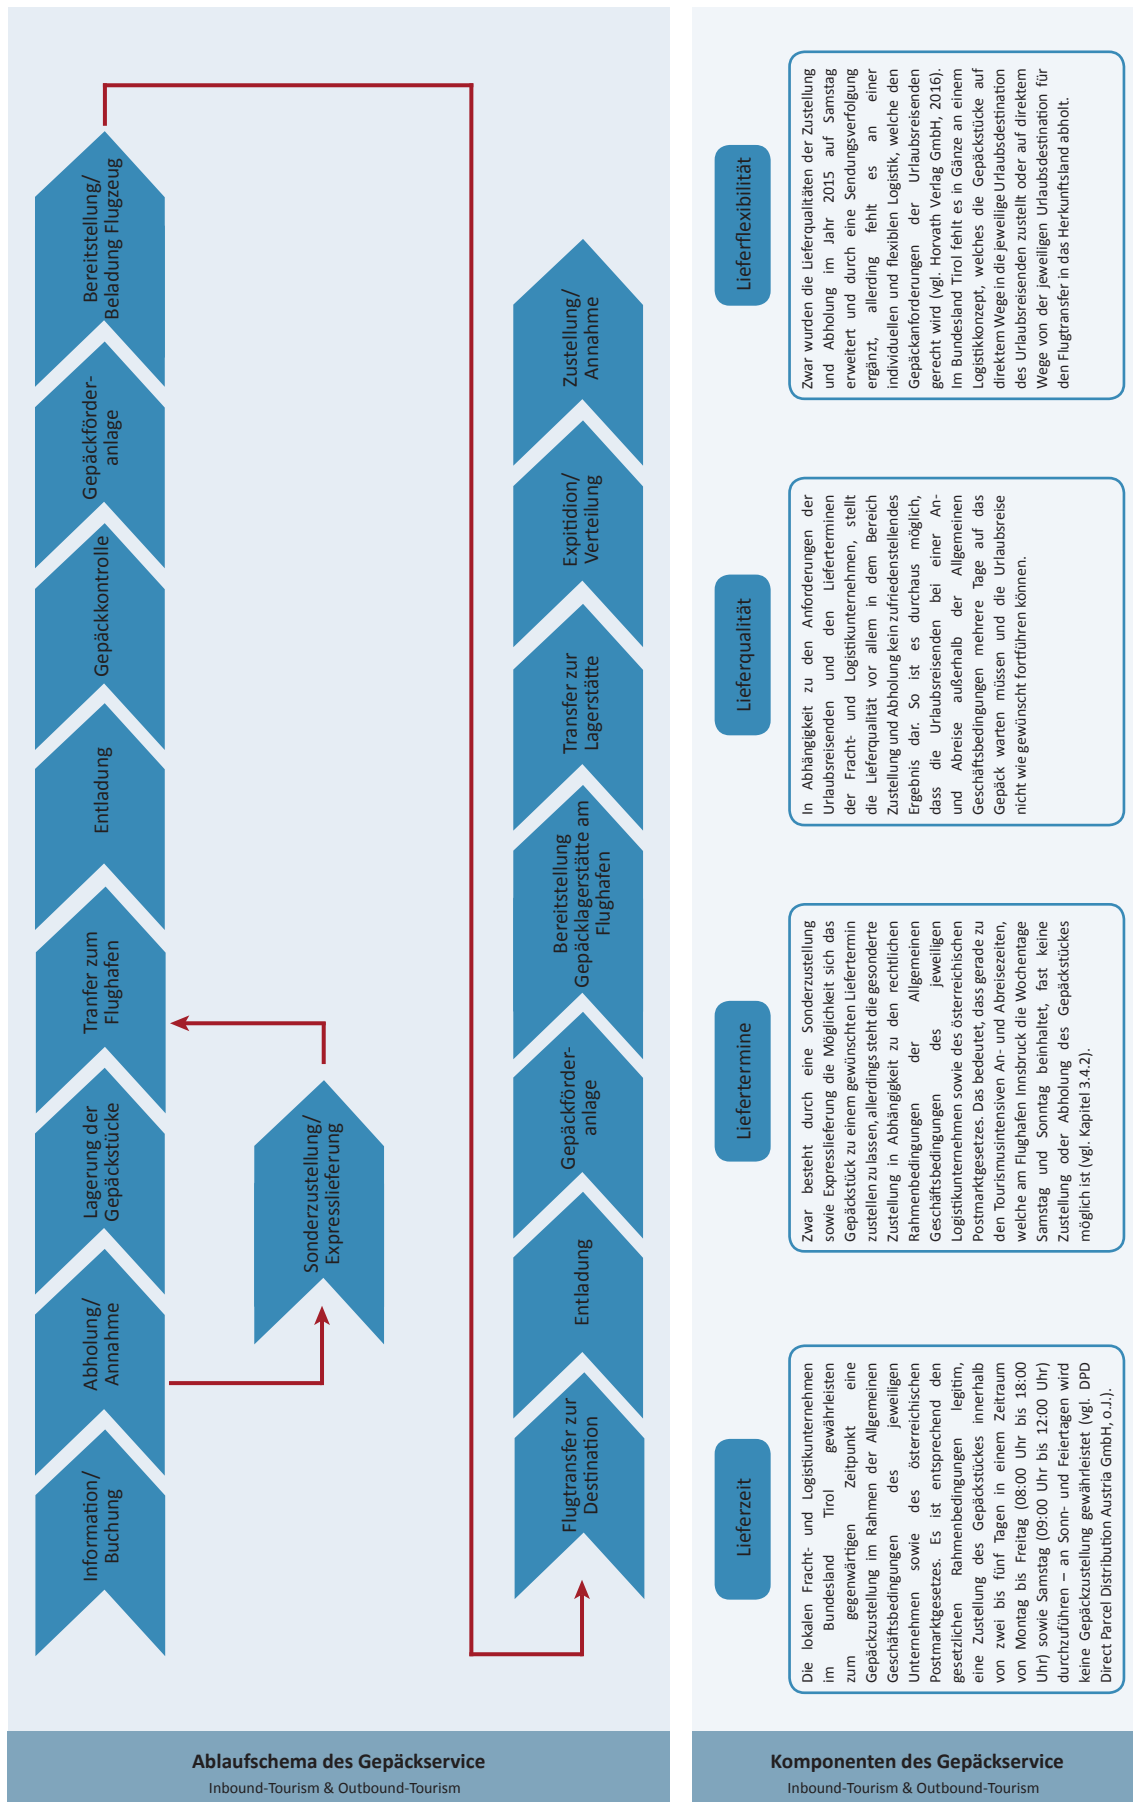 Ablaufschema des Gepäckservice
Inbound-Tourism & Outbound-Tourism
Information/
Buchung
Abholung/
Annahme
Lagerung der
Gepäckstücke
Tranfer zum
Flughafen
Entladung
Gepäckkontrolle
Gepäckförder-
anlage
Bereitstellung/
Beladung Flugzeug
Sonderzustellung/
Expresslieferung
Flugtransfer zur
Destination
Entladung
Gepäckförder-
anlage
Bereitstellung
Gepäcklagerstätte am
Flughafen
Transfer zur
Lagerstätte
Expitidion/
Verteilung
Zustellung/
Annahme
Komponenten des Gepäckservice
Inbound-Tourism & Outbound-Tourism
Lieferzeit
Die lokalen Fracht- und Logistikunternehmen
im Bundesland Tirol gewährleisten
zum gegenwärtigen Zeitpunkt eine
Gepäckzustellung im Rahmen der Allgemeinen
Geschäftsbedingungen des jeweiligen
Unternehmen sowie des österreichischen
Postmarktgesetzes. Es ist entsprechend den
gesetzlichen Rahmenbedingungen legitim,
eine Zustellung des Gepäckstückes innerhalb
von zwei bis fünf Tagen in einem Zeitraum
von Montag bis Freitag (08:00 Uhr bis 18:00
Uhr) sowie Samstag (09:00 Uhr bis 12:00 Uhr)
durchzuführen – an Sonn- und Feiertagen wird
keine Gepäckzustellung gewährleistet (vgl. DPD
Direct Parcel Distribution Austria GmbH, o.J.).
Liefertermine
Zwar besteht durch eine Sonderzustellung
sowie Expresslieferung die Möglichkeit sich das
Gepäckstück zu einem gewünschten Liefertermin
zustellen zu lassen, allerdings steht die gesonderte
Zustellung in Abhängigkeit zu den rechtlichen
Rahmenbedingungen der Allgemeinen
Geschäftsbedingungen des jeweiligen
Logistikunternehmen sowie des österreichischen
Postmarktgesetzes. Das bedeutet, dass gerade zu
den Tourismusintensiven An- und Abreisezeiten,
welche am Flughafen Innsbruck die Wochentage
Samstag und Sonntag beinhaltet, fast keine
Zustellung oder Abholung des Gepäckstückes
möglich ist (vgl. Kapitel 3.4.2).
Lieferqualität
In Abhängigkeit zu den Anforderungen der
Urlaubsreisenden und den Lieferterminen
der Fracht- und Logistikunternehmen, stellt
die Lieferqualität vor allem in dem Bereich
Zustellung und Abholung kein zufriedenstellendes
Ergebnis dar. So ist es durchaus möglich,
dass die Urlaubsreisenden bei einer An-
und Abreise außerhalb der Allgemeinen
Geschäftsbedingungen mehrere Tage auf das
Gepäck warten müssen und die Urlaubsreise
nicht wie gewünscht fortführen können.
Lieferflexibilität
Zwar wurden die Lieferqualitäten der Zustellung
und Abholung im Jahr 2015 auf Samstag
erweitert und durch eine Sendungsverfolgung
ergänzt, allerding fehlt es an einer
individuellen und flexiblen Logistik, welche den
Gepäckanforderungen der Urlaubsreisenden
gerecht wird (vgl. Horvath Verlag GmbH, 2016).
Im Bundesland Tirol fehlt es in Gänze an einem
Logistikkonzept, welches die Gepäckstücke auf
direktem Wege in die jeweilige Urlaubsdestination
des Urlaubsreisenden zustellt oder auf direktem
Wege von der jeweiligen Urlaubsdestination für
den Flugtransfer in das Herkunftsland abholt.